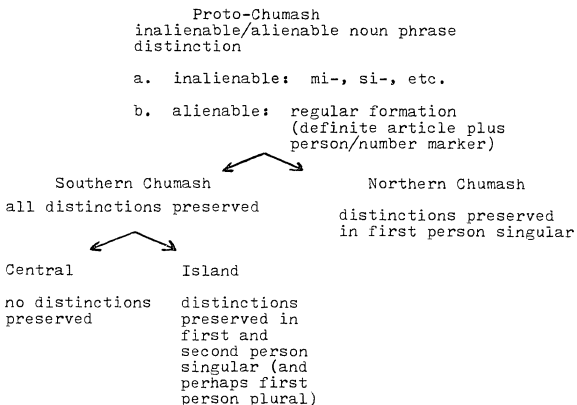 Proto-Chumash
inalienable/alienable noun phrase
distinction
a. inalienable: mi-, si-, etc.
b. alienable: regular formation
(definite article plus
person/number marker)
Southern Chumash
all distinctions preserved
Northern Chumash
distinctions preserved
in first person singular
Central
no distinctions
preserved
Island
distinctions
preserved in
first and
second person
singular (and
perhaps first
person plural)